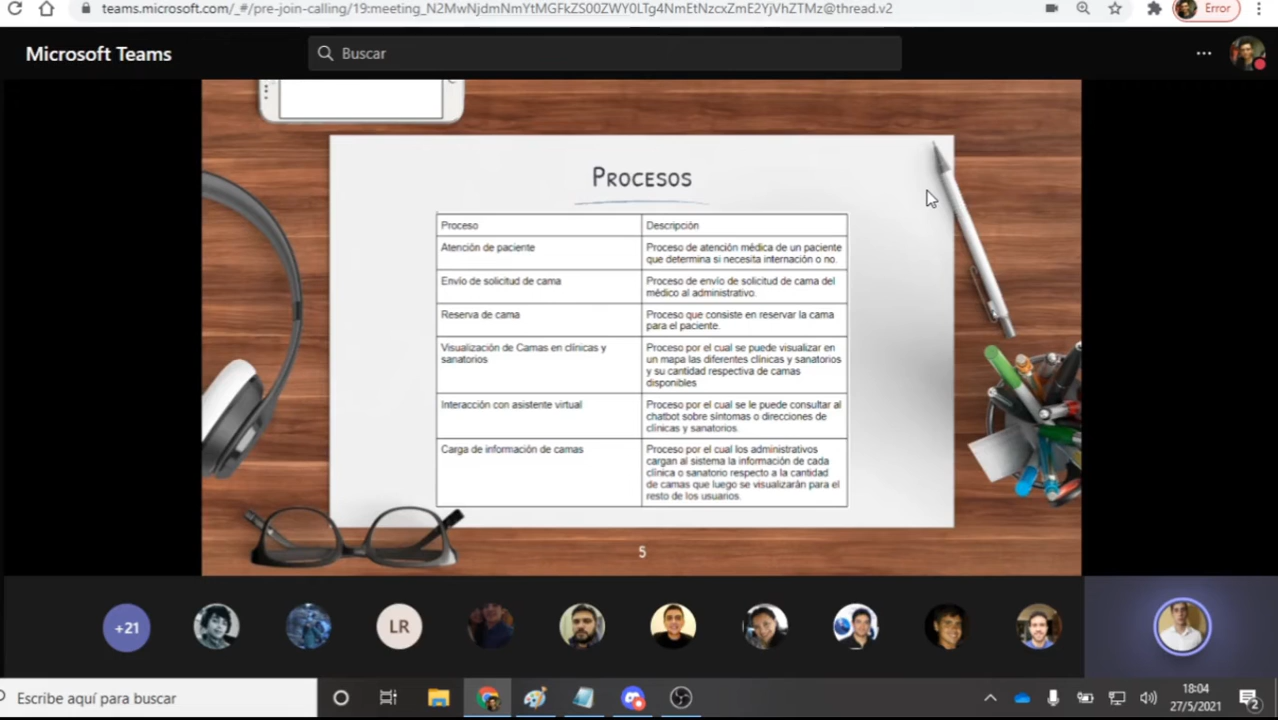 teams.microsoft.com/_#/pre-join-calling/19:meeting_N2MwNjdmNmYtMGFkZS00ZWY0LTg4NmEtNzcxZmE2YjVhZTMz@thread.v2
Error
Microsoft Teams
Buscar
Procesos
Proceso
Descripción
Atención de paciente
Proceso de atención médica de un paciente
que determina si necesita internación o no.
Envío de solicitud de cama
Proceso de envío de solicitud de cama del
médico al administrativo.
Reserva de cama
Proceso que consiste en reservar la cama
para el paciente.
Visualización de Camas en clínicas y
sanatorios
Proceso por el cual se puede visualizar en
un mapa las diferentes clínicas y sanatorios
y su cantidad respectiva de camas
disponibles
Interacción con asistente virtual
Proceso por el cual se le puede consultar al
chatbot sobre síntomas o direcciones de
clínicas y sanatorios.
Carga de información de camas
Proceso por el cual los administrativos
cargan al sistema la información de cada
clínica o sanatorio respecto a la cantidad
de camas que luego se visualizarán para el
resto de los usuarios.
5
+21
LR
Escribe aquí para buscar
18:04
27/5/2021
2